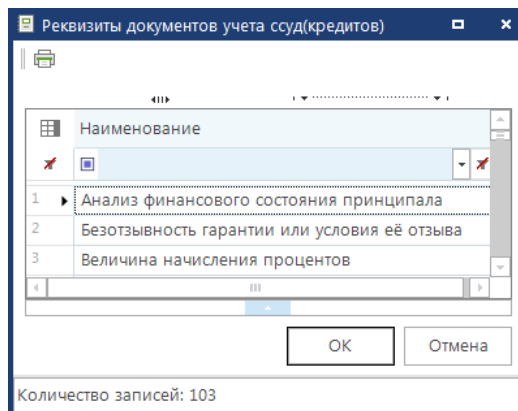 Реквизиты документов учета ссуд(кредитов)
Наименование
1 Анализ финансового состояния принципала
2 Безотзывность гарантии или условия её отзыва
3 Величина начисления процентов
ОК Отмена
Количество записей: 103